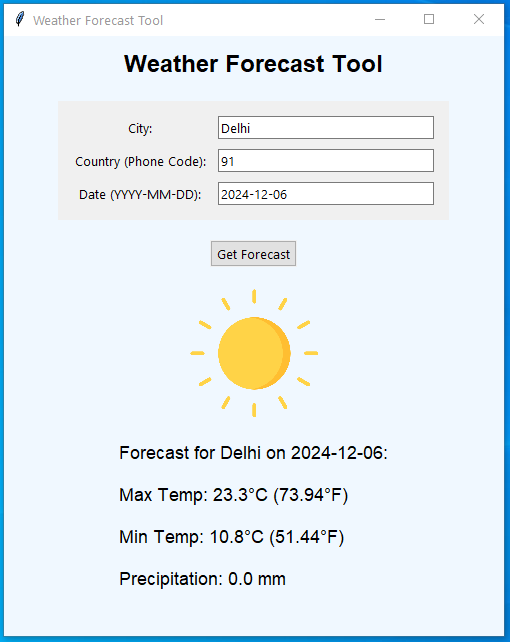 Weather Forecast Tool
Weather Forecast Tool
City:
Delhi
Country (Phone Code):
91
Date (YYYY-MM-DD):
2024-12-06
Get Forecast
Forecast for Delhi on 2024-12-06:
Max Temp: 23.3°C (73.94°F)
Min Temp: 10.8°C (51.44°F)
Precipitation: 0.0 mm